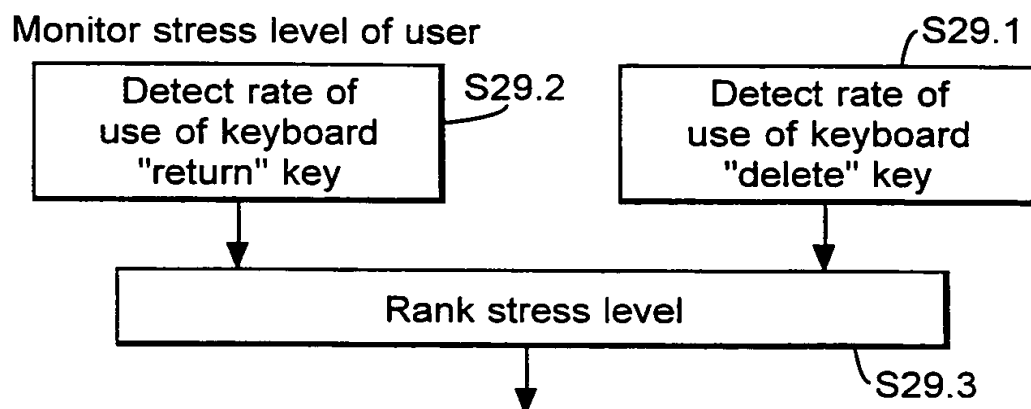 Monitor stress level of user
S29.1
Detect rate of
use of keyboard
"return" key
S29.2
Detect rate of
use of keyboard
"delete" key
Rank stress level
S29.3